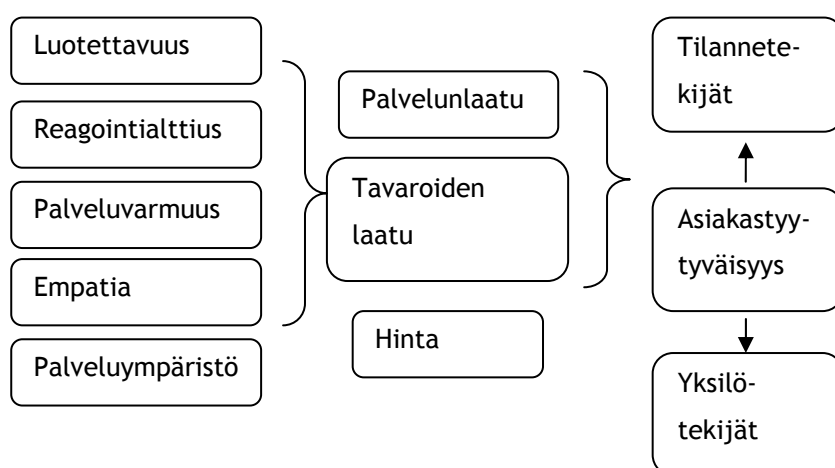 Luotettavuus
Reagointialttius
Palveluvarmuus
Empatia
Palveluympäristö
Palvelunlaatu
Tavaroiden
laatu
Hinta
Tilannete-
kijät
Asiakastyy-
tyväisyys
Yksilö-
tekijät